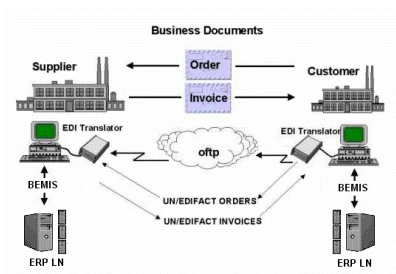 Business Documents
Supplier
Order
Customer
Invoice
EDI Translator
EDI Translator
oftp
BEMIS
BEMIS
UN/EDIFACT ORDERS
UN/EDIFACT INVOICES
ERP LN
ERP LN